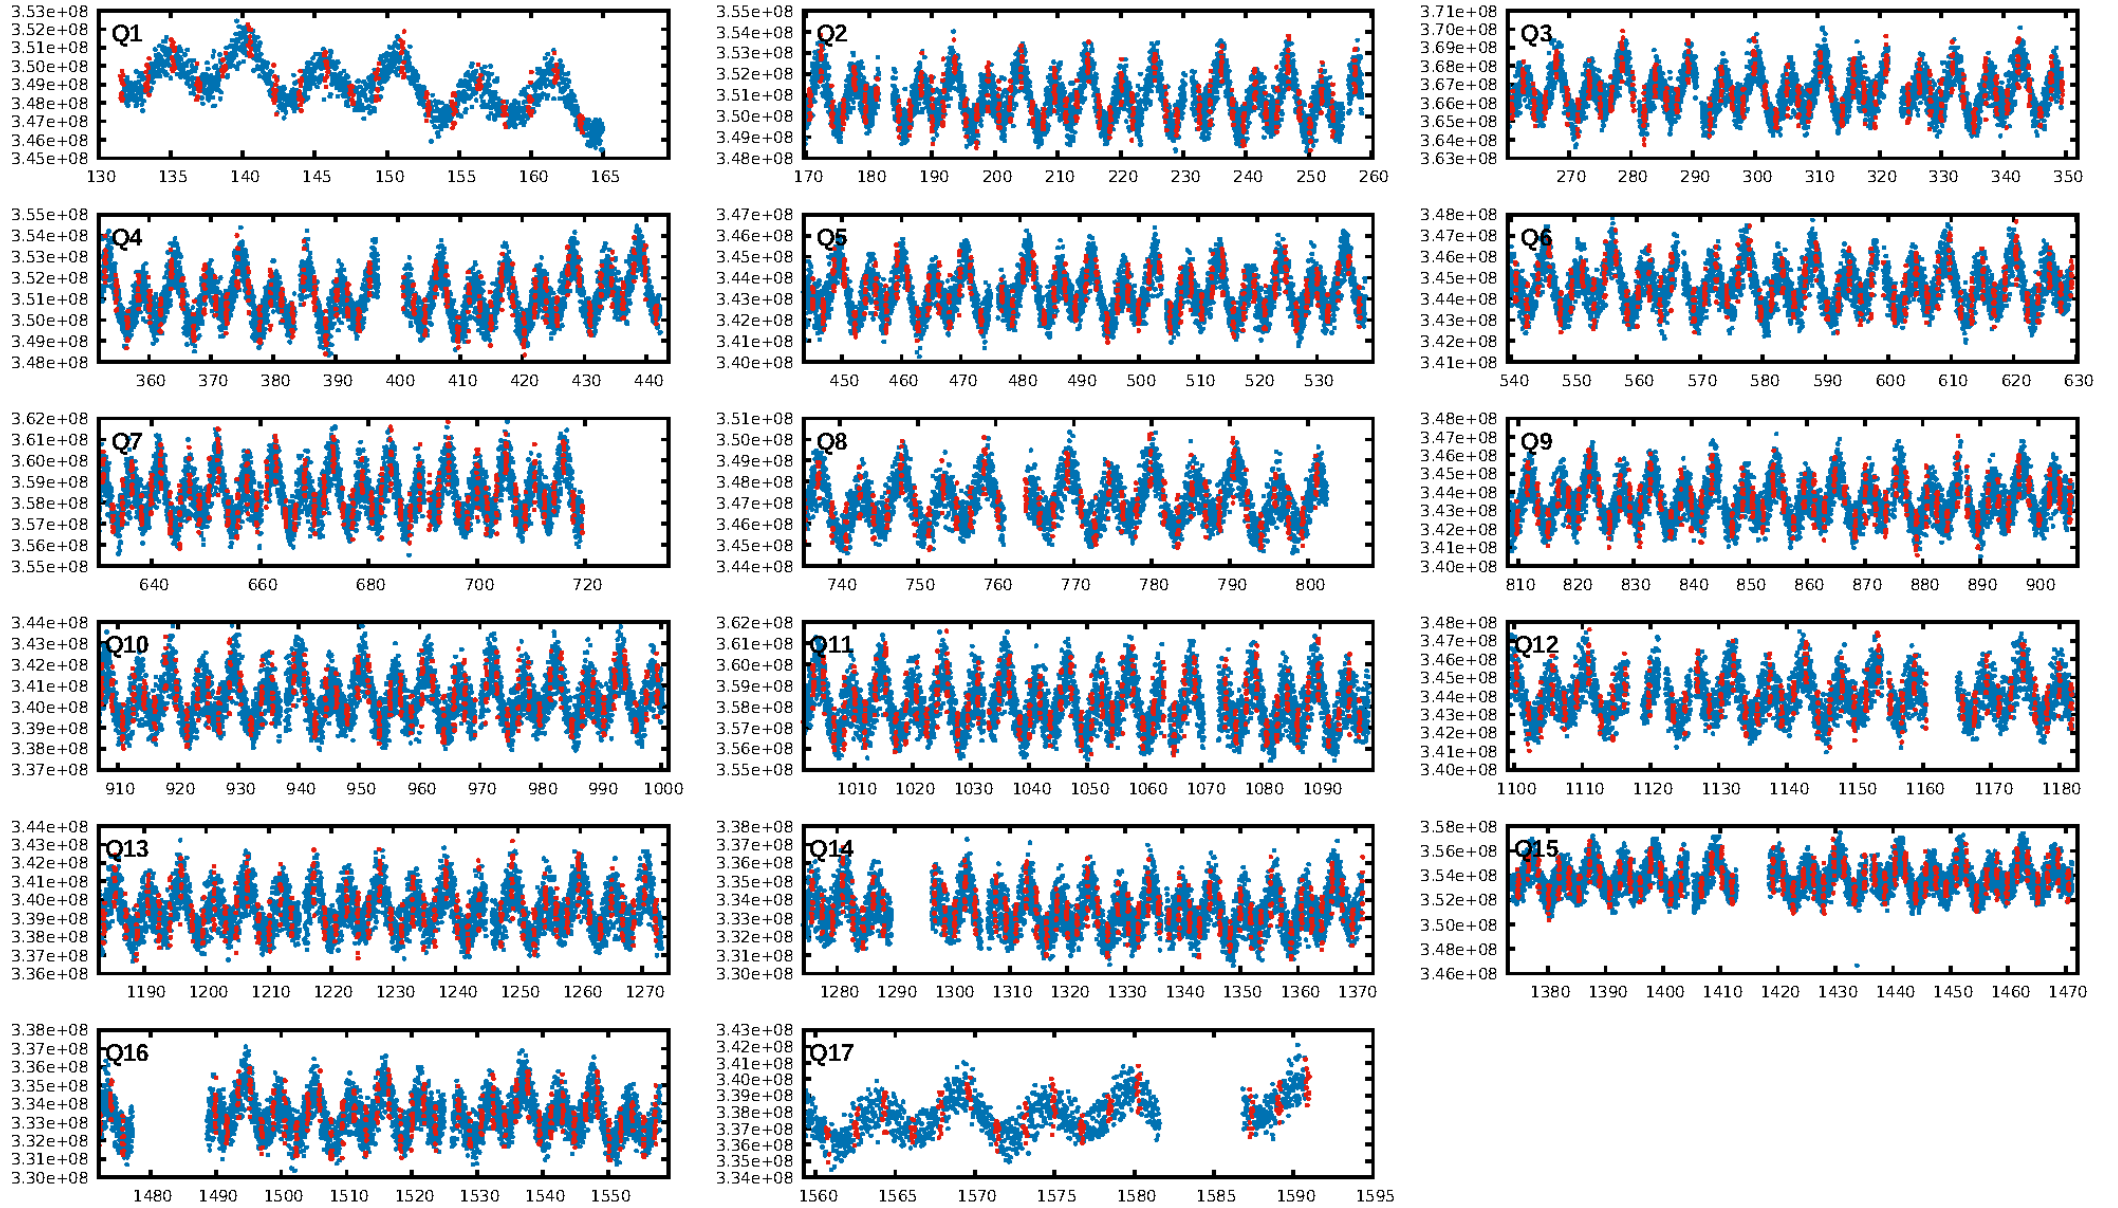 3.53e+08
3.52e+08
3.51e+08
3.50e+08
3.49e+08
3.48e+08
3.47e+08
3.46e+08
3.45e+08
Q1
130 135 140 145 150 155 160 165
3.55e+08
3.54e+08
3.53e+08
3.52e+08
3.51e+08
3.50e+08
3.49e+08
3.48e+08
Q2
170 180 190 200 210 220 230 240 250 260
3.71e+08
3.70e+08
3.69e+08
3.68e+08
3.67e+08
3.66e+08
3.65e+08
3.64e+08
3.63e+08
Q3
270 280 290 300 310 320 330 340 350
3.55e+08
3.54e+08
3.53e+08
3.52e+08
3.51e+08
3.50e+08
3.49e+08
3.48e+08
Q4
360 370 380 390 400 410 420 430 440
3.47e+08
3.46e+08
3.45e+08
3.44e+08
3.43e+08
3.42e+08
3.41e+08
3.40e+08
Q5
450 460 470 480 490 500 510 520 530
3.48e+08
3.47e+08
3.46e+08
3.45e+08
3.44e+08
3.43e+08
3.42e+08
3.41e+08
Q6
540 550 560 570 580 590 600 610 620 630
3.62e+08
3.61e+08
3.60e+08
3.59e+08
3.58e+08
3.57e+08
3.56e+08
3.55e+08
Q7
640 660 680 700 720
3.51e+08
3.50e+08
3.49e+08
3.48e+08
3.47e+08
3.46e+08
3.45e+08
3.44e+08
Q8
740 750 760 770 780 790 800
3.48e+08
3.47e+08
3.46e+08
3.45e+08
3.44e+08
3.43e+08
3.42e+08
3.41e+08
3.40e+08
Q9
810 820 830 840 850 860 870 880 890 900
3.44e+08
3.43e+08
3.42e+08
3.41e+08
3.40e+08
3.39e+08
3.38e+08
3.37e+08
Q10
910 920 930 940 950 960 970 980 990 1000
3.62e+08
3.61e+08
3.60e+08
3.59e+08
3.58e+08
3.57e+08
3.56e+08
3.55e+08
Q11
1010 1020 1030 1040 1050 1060 1070 1080 1090
3.48e+08
3.47e+08
3.46e+08
3.45e+08
3.44e+08
3.43e+08
3.42e+08
3.41e+08
3.40e+08
Q12
1100 1110 1120 1130 1140 1150 1160 1170 1180
3.44e+08
3.43e+08
3.42e+08
3.41e+08
3.40e+08
3.39e+08
3.38e+08
3.37e+08
3.36e+08
Q13
1190 1200 1210 1220 1230 1240 1250 1260 1270
3.38e+08
3.37e+08
3.36e+08
3.35e+08
3.34e+08
3.33e+08
3.32e+08
3.31e+08
3.30e+08
Q14
1280 1290 1300 1310 1320 1330 1340 1350 1360 1370
3.58e+08
3.56e+08
3.54e+08
3.52e+08
3.50e+08
3.48e+08
3.46e+08
Q15
1380 1390 1400 1410 1420 1430 1440 1450 1460 1470
3.38e+08
3.37e+08
3.36e+08
3.35e+08
3.34e+08
3.33e+08
3.32e+08
3.31e+08
3.30e+08
Q16
1480 1490 1500 1510 1520 1530 1540 1550
3.43e+08
3.42e+08
3.41e+08
3.40e+08
3.39e+08
3.38e+08
3.37e+08
3.36e+08
3.35e+08
3.34e+08
Q17
1560 1565 1570 1575 1580 1585 1590 1595